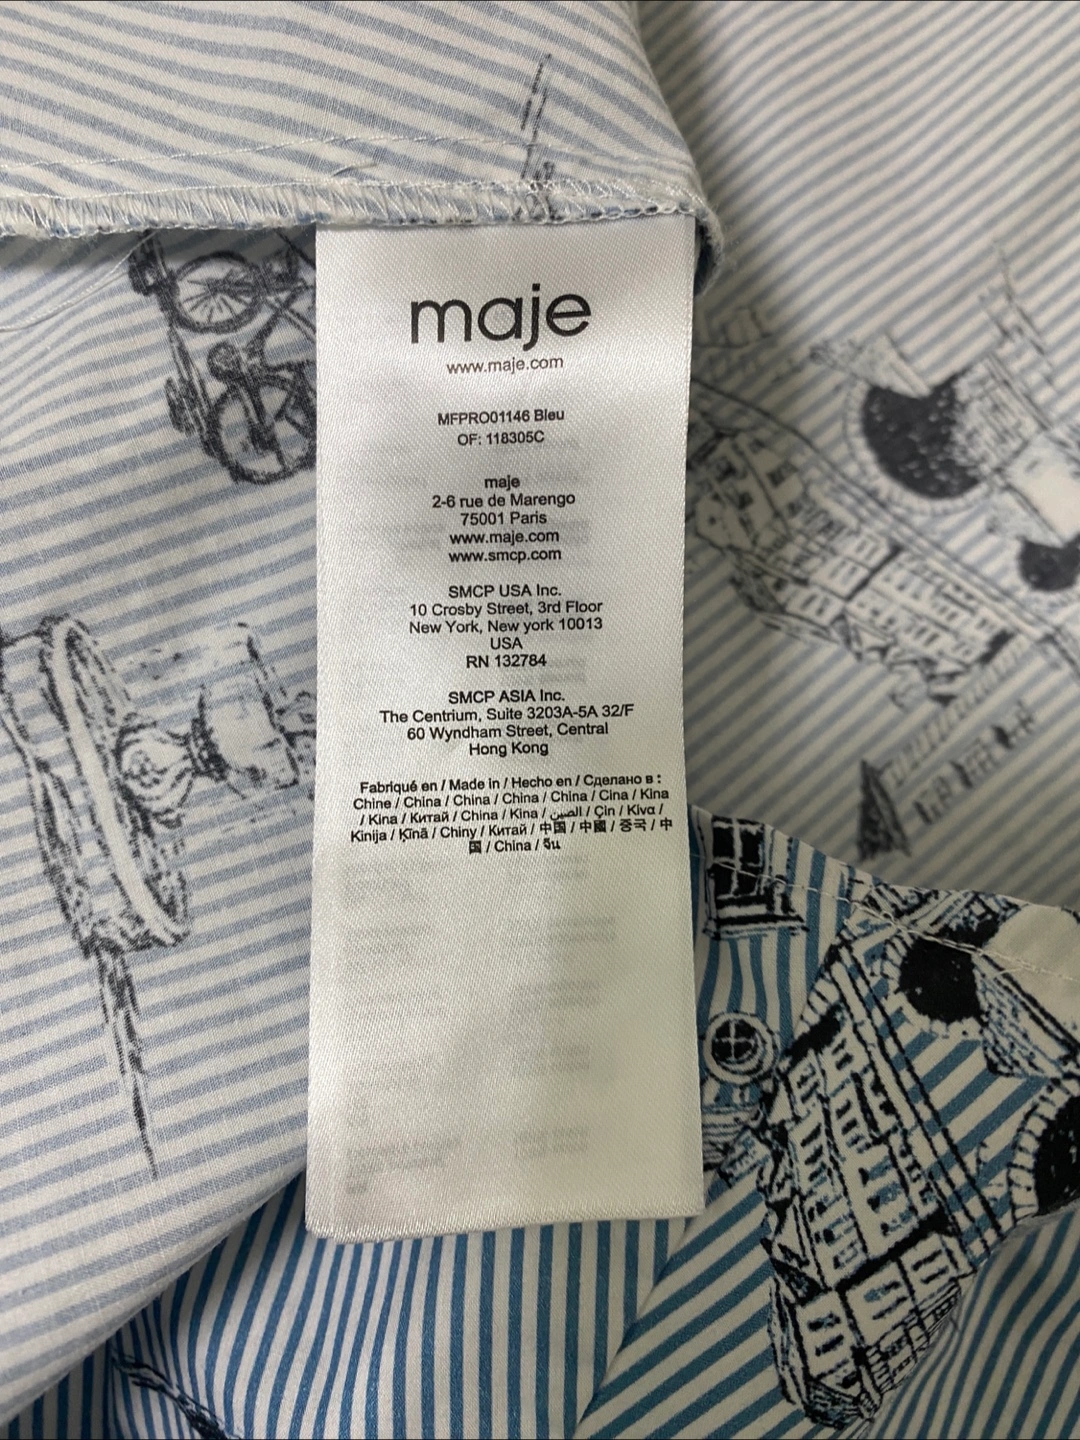 maje
www.maje.com
MFPRO01146 Bleu
OF: 118305C
maje
2-6 rue de Marengo
75001 Paris
www.maje.com
www.smcp.com
SMCP USA Inc.
10 Crosby Street, 3rd Floor
New York, New york 10013
USA
RN 132784
SMCP ASIA Inc.
The Centrium, Suite 3203A-5A 32/F
60 Wyndham Street, Central
Hong Kong
Fabriqué en / Made in / Hecho en / Сделано в :
Chine / China / China / China / China / Cina / Kina
/ Kina / Китай / China / Kina / الصين / Çin / Kίνα /
Kinija / Ķīnā / Chiny / Китай / 中国 / 中國 / 중국 / 中
国 / China / จีน